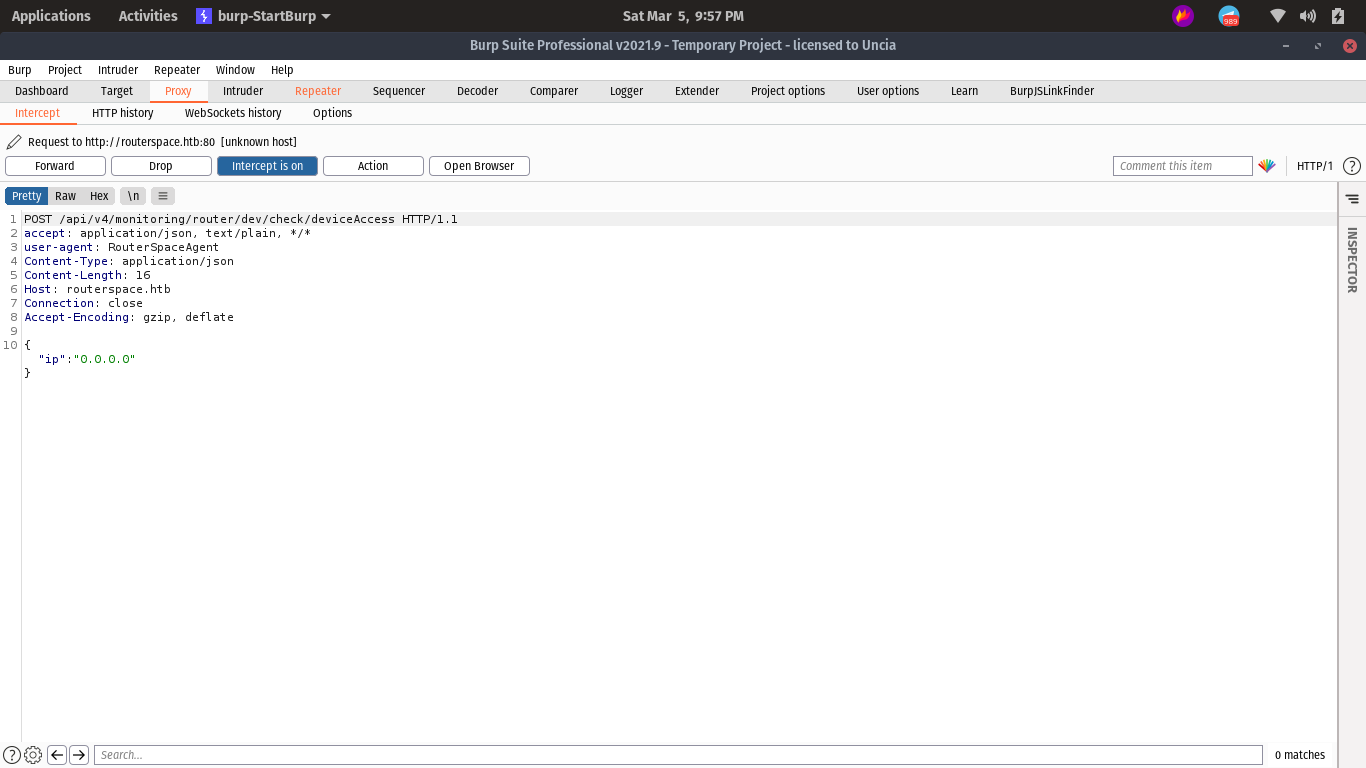 Applications Activities burp-StartBurp Sat Mar 5, 9:57 PM 989
Burp Suite Professional v2021.9 - Temporary Project - licensed to Uncia
Burp Project Intruder Repeater Window Help
Dashboard Target Proxy Intruder Repeater Sequencer Decoder Comparer Logger Extender Project options User options Learn BurpJSLinkFinder
Intercept HTTP history WebSockets history Options
Request to http://routerspace.htb:80 [unknown host]
Forward Drop Intercept is on Action Open Browser Comment this item HTTP/1 ?
Pretty Raw Hex \n
INSPECTOR
1 POST /api/v4/monitoring/router/dev/check/deviceAccess HTTP/1.1
2 accept: application/json, text/plain, */*
3 user-agent: RouterSpaceAgent
4 Content-Type: application/json
5 Content-Length: 16
6 Host: routerspace.htb
7 Connection: close
8 Accept-Encoding: gzip, deflate
9
10 {
"ip":"0.0.0.0"
}
? Search... 0 matches